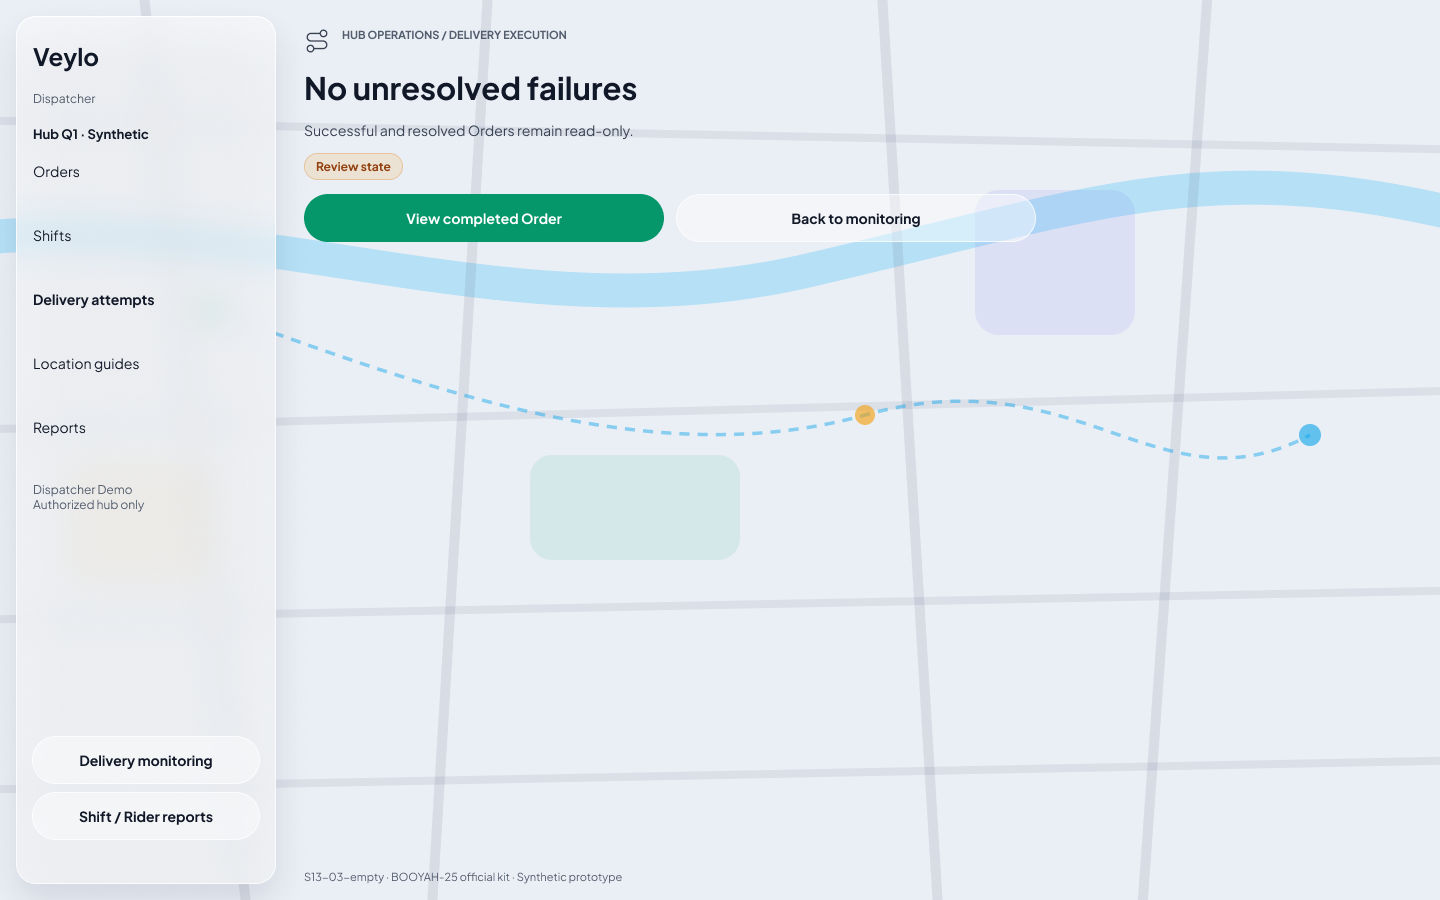 Veylo
Dispatcher
Hub Q1 · Synthetic
Orders
Shifts
Delivery attempts
Location guides
Reports
Dispatcher Demo
Authorized hub only
Delivery monitoring
Shift / Rider reports
HUB OPERATIONS / DELIVERY EXECUTION
No unresolved failures
Successful and resolved Orders remain read-only.
Review state
View completed Order
Back to monitoring
S13-03-empty · BOOYAH-25 official kit · Synthetic prototype